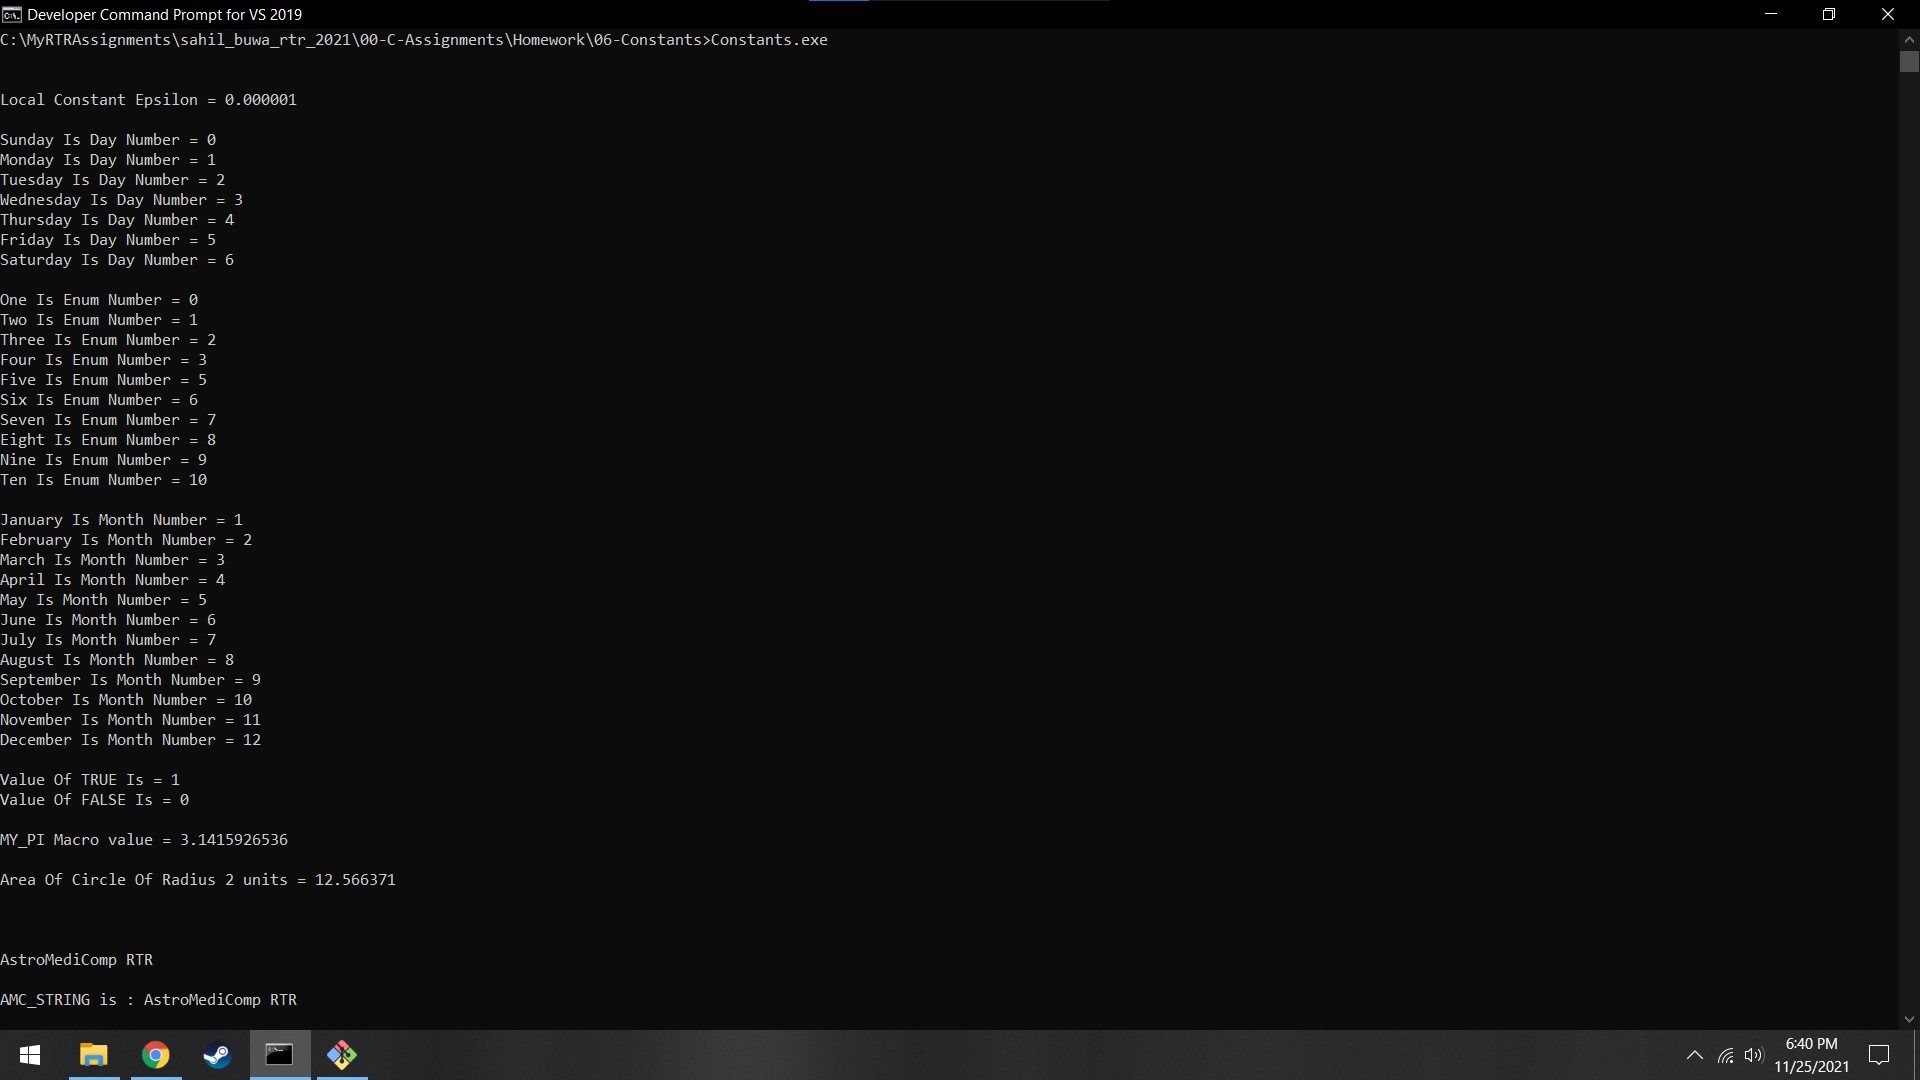 Developer Command Prompt for VS 2019
C:\MyRTRAssignments\sahil_buwa_rtr_2021\00-C-Assignments\Homework\06-Constants>Constants.exe
Local Constant Epsilon = 0.000001
Sunday Is Day Number = 0
Monday Is Day Number = 1
Tuesday Is Day Number = 2
Wednesday Is Day Number = 3
Thursday Is Day Number = 4
Friday Is Day Number = 5
Saturday Is Day Number = 6
One Is Enum Number = 0
Two Is Enum Number = 1
Three Is Enum Number = 2
Four Is Enum Number = 3
Five Is Enum Number = 5
Six Is Enum Number = 6
Seven Is Enum Number = 7
Eight Is Enum Number = 8
Nine Is Enum Number = 9
Ten Is Enum Number = 10
January Is Month Number = 1
February Is Month Number = 2
March Is Month Number = 3
April Is Month Number = 4
May Is Month Number = 5
June Is Month Number = 6
July Is Month Number = 7
August Is Month Number = 8
September Is Month Number = 9
October Is Month Number = 10
November Is Month Number = 11
December Is Month Number = 12
Value Of TRUE Is = 1
Value Of FALSE Is = 0
MY_PI Macro value = 3.1415926536
Area Of Circle Of Radius 2 units = 12.566371
AstroMediComp RTR
AMC_STRING is : AstroMediComp RTR
6:40 PM
11/25/2021